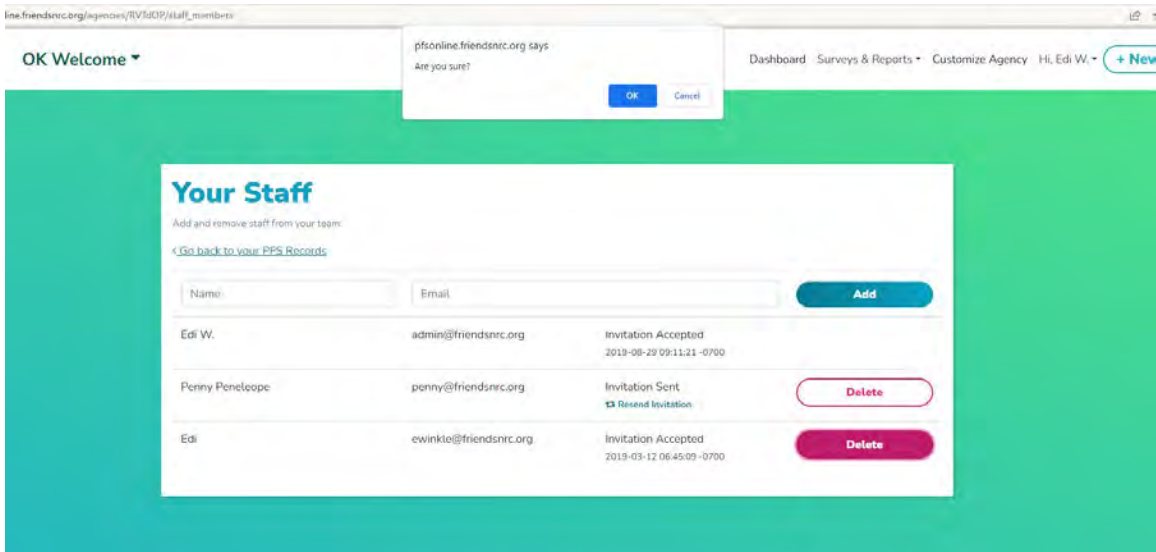 line.friendsnrc.org/agencies/RVTdOP/staff_members
pfsonline.friendsnrc.org says
Are you sure?
OK Cancel
OK Welcome
Dashboard Surveys & Reports Customize Agency Hi, Edi W. + New
Your Staff
Add and remove staff from your team.
< Go back to your PFS Records
Name Email Add
Edi W. admin@friendsnrc.org Invitation Accepted
2019-08-29 09:11:21 -0700
Penny Peneleope penny@friendsnrc.org Invitation Sent Delete
Resend Invitation
Edi ewinkle@friendsnrc.org Invitation Accepted Delete
2019-03-12 06:45:09 -0700